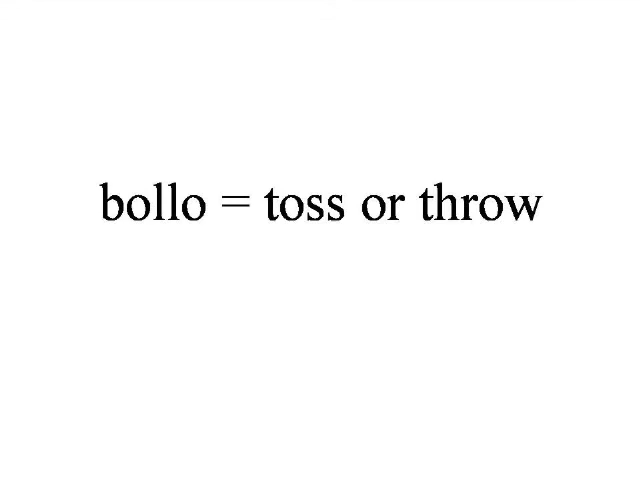 bollo = toss or throw